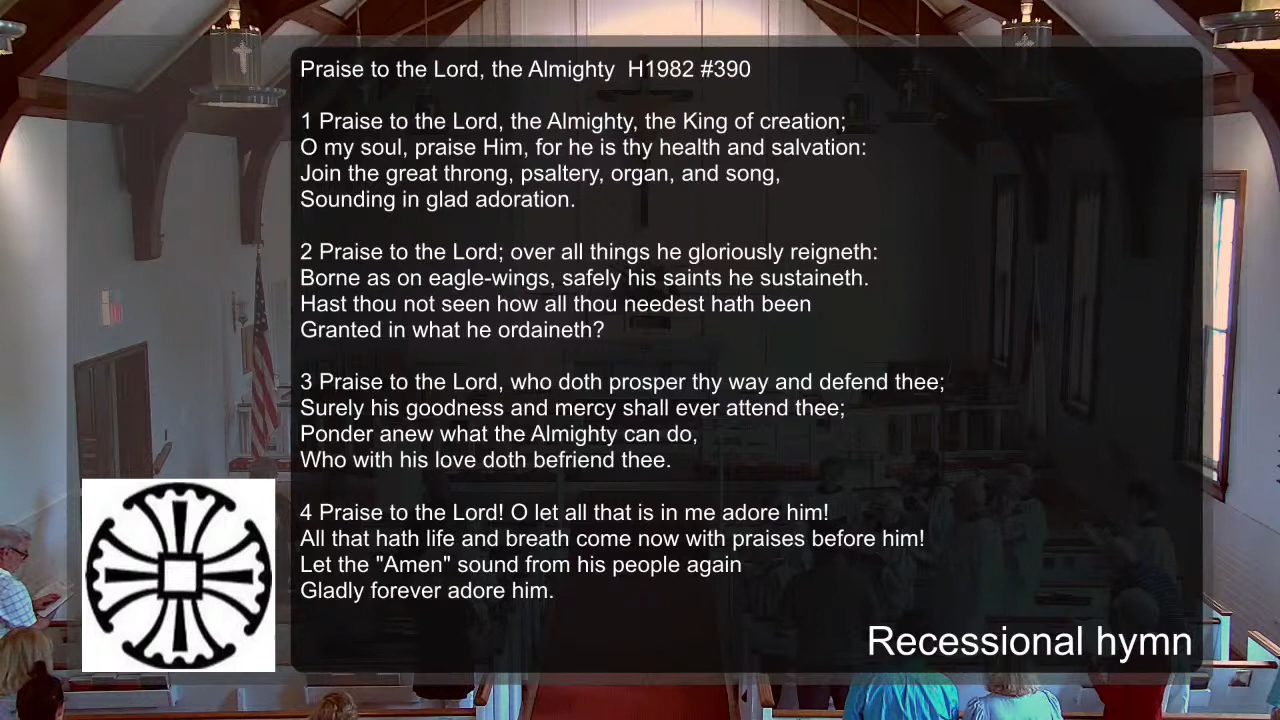 Praise to the Lord, the Almighty  H1982 #390
1 Praise to the Lord, the Almighty, the King of creation;
O my soul, praise Him, for he is thy health and salvation:
Join the great throng, psaltery, organ, and song,
Sounding in glad adoration.
2 Praise to the Lord; over all things he gloriously reigneth:
Borne as on eagle-wings, safely his saints he sustaineth.
Hast thou not seen how all thou needest hath been
Granted in what he ordaineth?
3 Praise to the Lord, who doth prosper thy way and defend thee;
Surely his goodness and mercy shall ever attend thee;
Ponder anew what the Almighty can do,
Who with his love doth befriend thee.
4 Praise to the Lord! O let all that is in me adore him!
All that hath life and breath come now with praises before him!
Let the "Amen" sound from his people again
Gladly forever adore him.
Recessional hymn